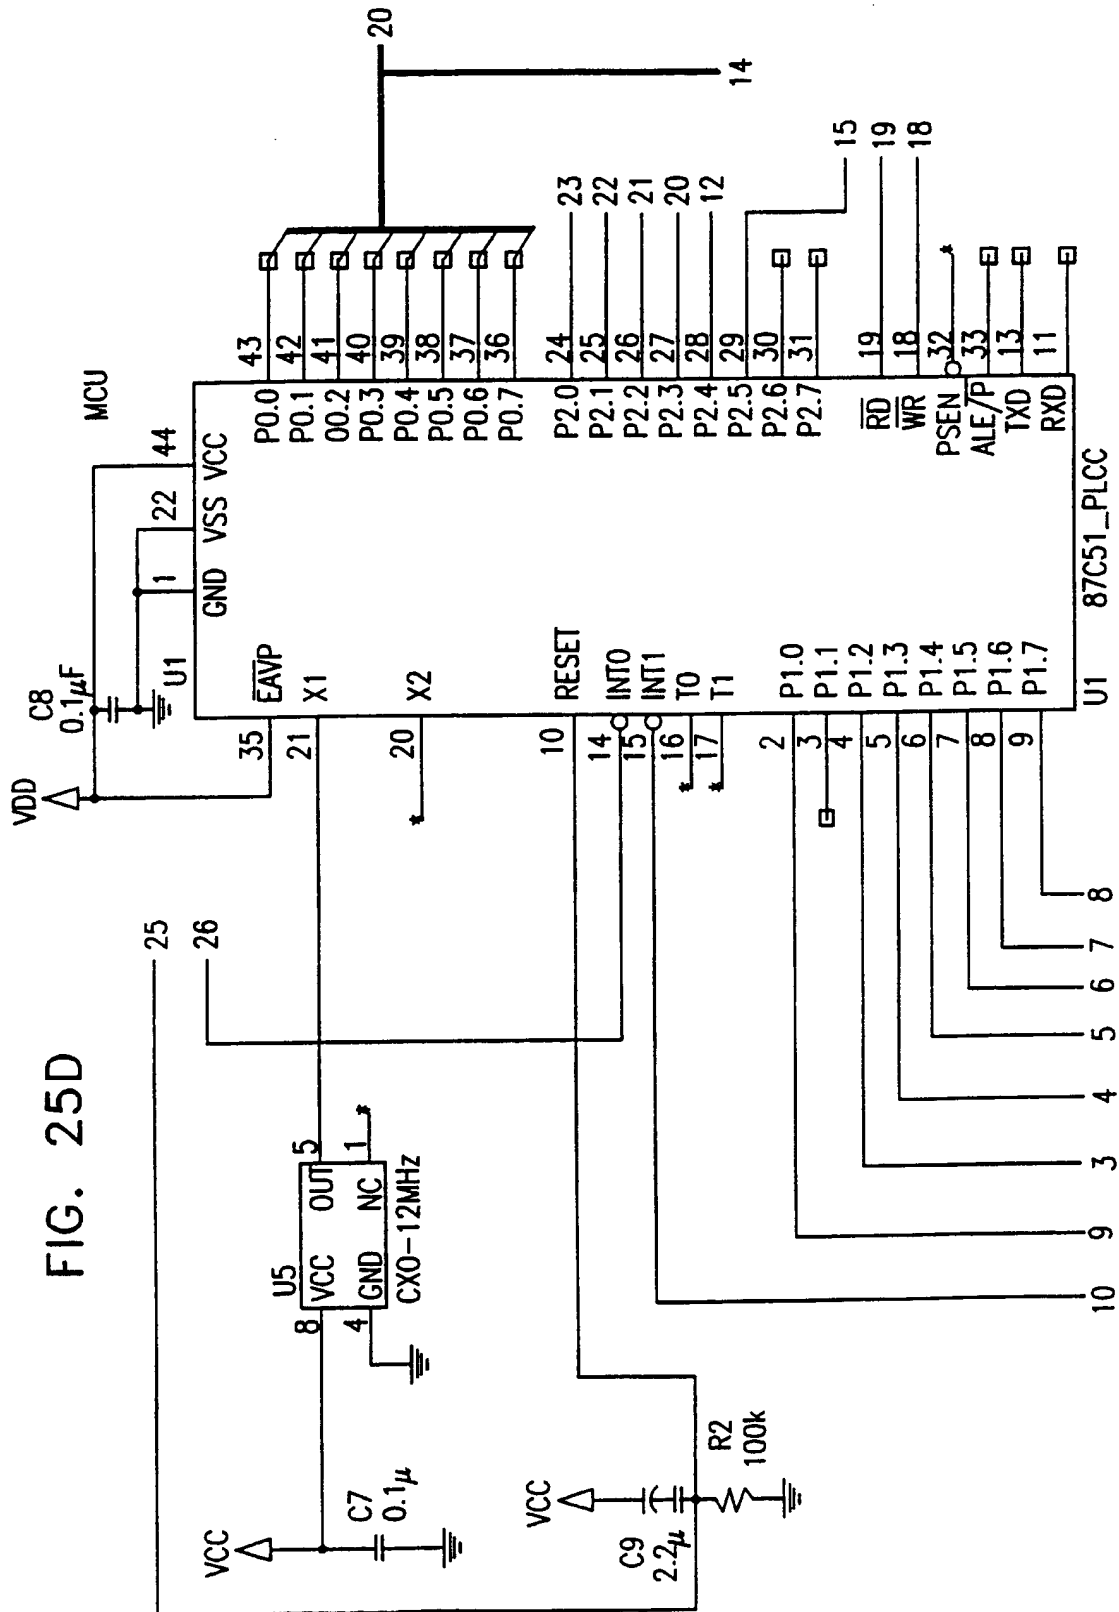 FIG. 25D
25
26
VDD
C8
0.1μF
U1
MCU
1
22
44
GND
VSS
VCC
35
EAVP
21
X1
20
X2
10
RESET
14
INT0
15
INT1
16
T0
17
T1
2
P1.0
3
P1.1
4
P1.2
5
P1.3
6
P1.4
7
P1.5
8
P1.6
9
P1.7
U1
87C51_PLCC
P0.0
43
P0.1
42
O0.2
41
P0.3
40
P0.4
39
P0.5
38
P0.6
37
P0.7
36
20
14
P2.0
24
23
P2.1
25
22
P2.2
26
21
P2.3
27
20
P2.4
28
12
P2.5
29
15
P2.6
30
P2.7
31
RD
19
19
WR
18
18
PSEN
32
ALE/P
33
TXD
13
RXD
11
U5
8
VCC
OUT
5
4
GND
NC
1
CXO-12MHz
VCC
C7
0.1μ
VCC
C9
2.2μ
R2
100k
10
9
3
4
5
6
7
8